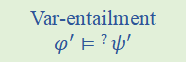 Var-entailment
φ′ ⊨ ? ψ′